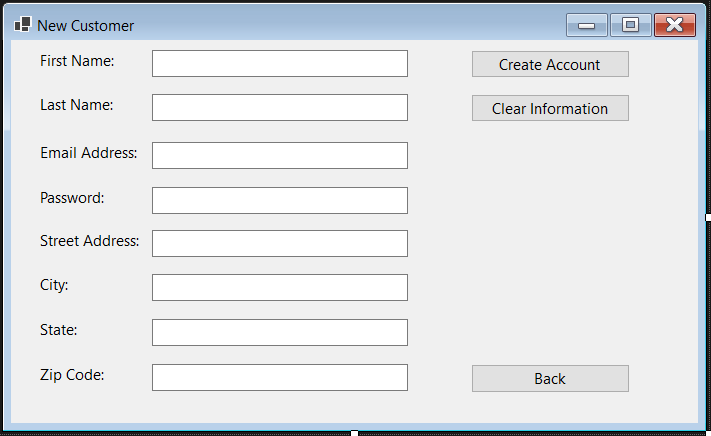 New Customer
First Name:
Create Account
Last Name:
Clear Information
Email Address:
Password:
Street Address:
City:
State:
Zip Code:
Back